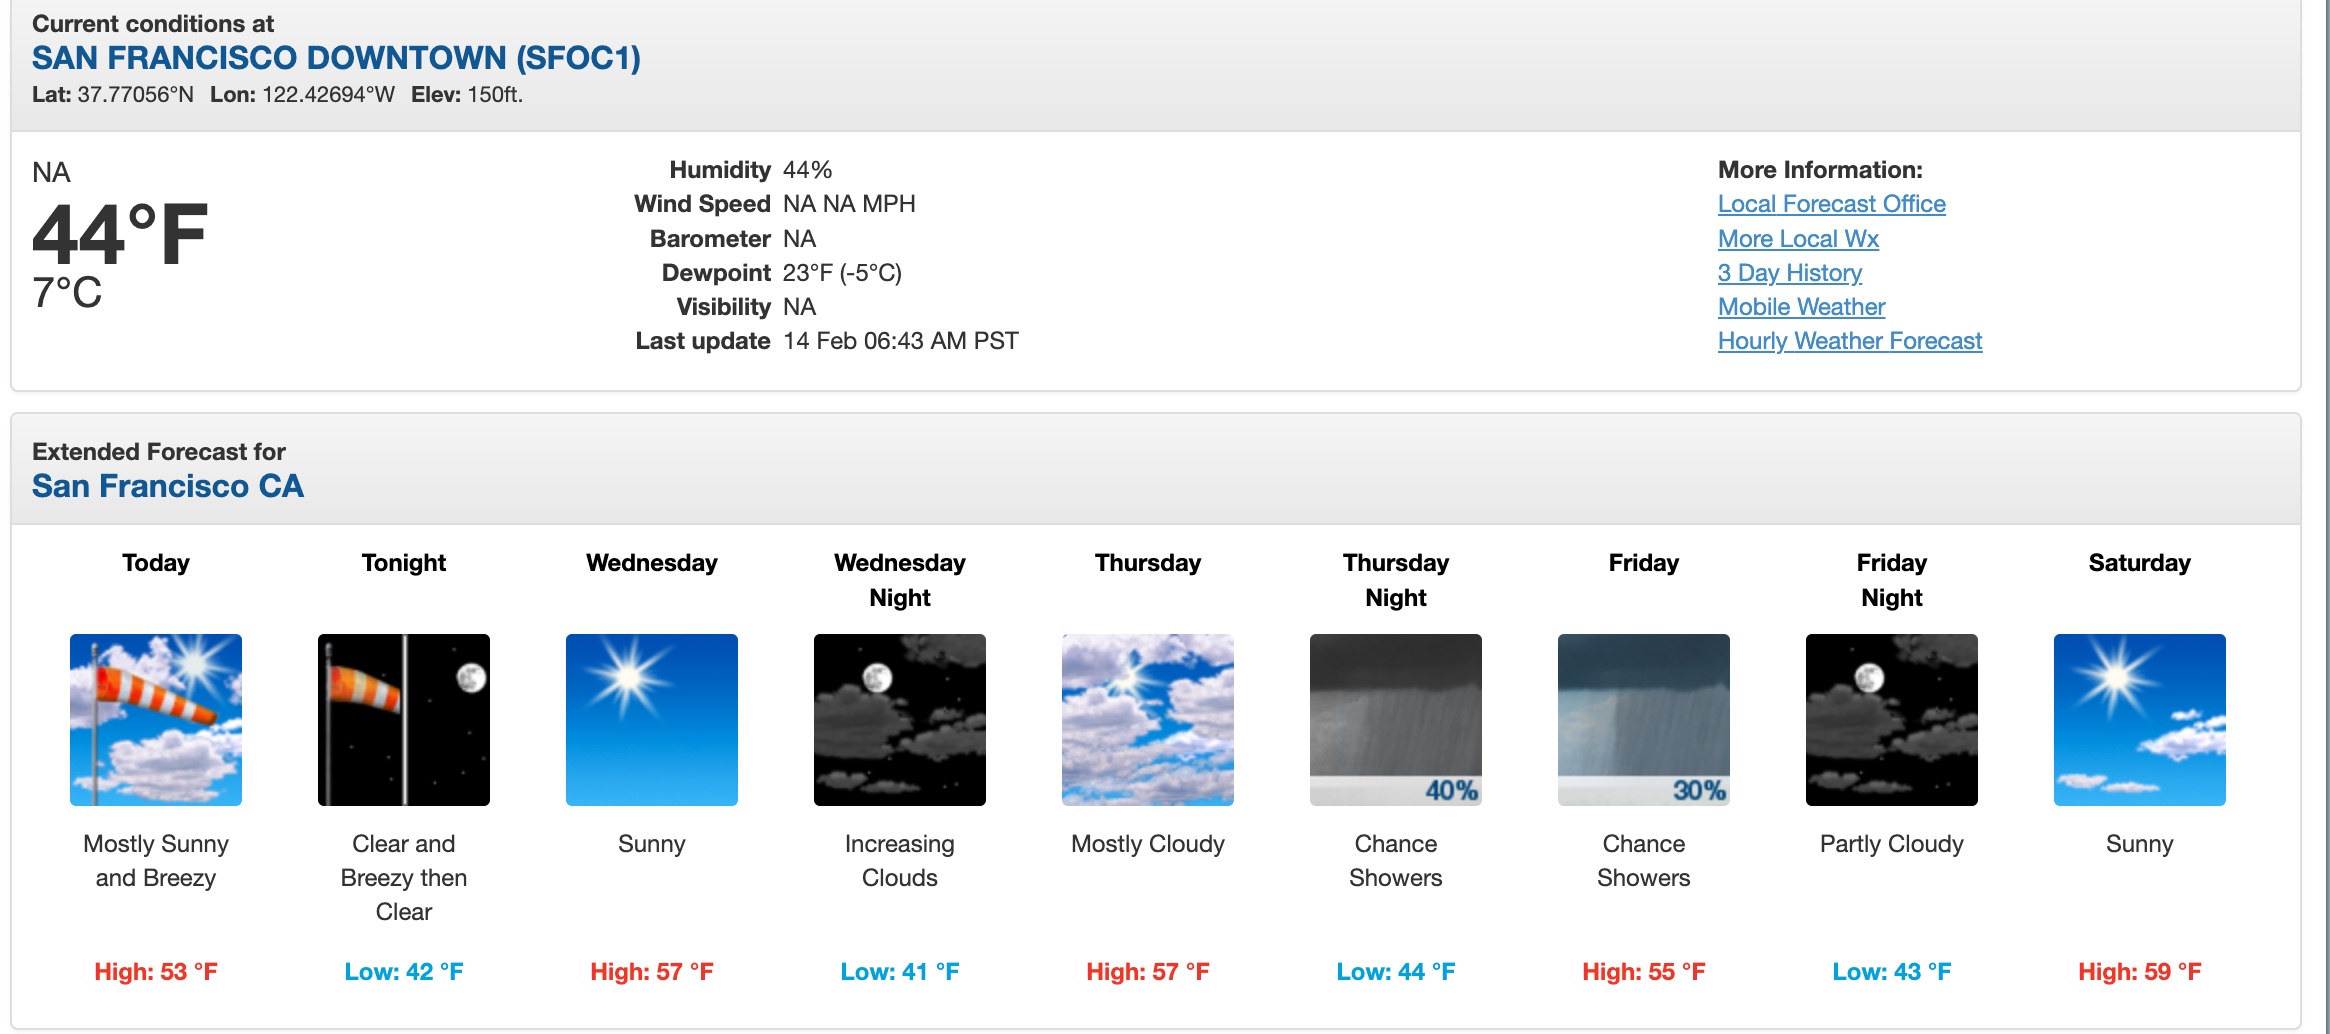 Current conditions at
SAN FRANCISCO DOWNTOWN (SFOC1)
Lat: 37.77056°N Lon: 122.42694°W Elev: 150ft.
NA
44°F
7°C
Humidity 44%
Wind Speed NA NA MPH
Barometer NA
Dewpoint 23°F (-5°C)
Visibility NA
Last update 14 Feb 06:43 AM PST
More Information:
Local Forecast Office
More Local Wx
3 Day History
Mobile Weather
Hourly Weather Forecast
Extended Forecast for
San Francisco CA
Today
Mostly Sunny
and Breezy
High: 53 °F
Tonight
Clear and
Breezy then
Clear
Low: 42 °F
Wednesday
Sunny
High: 57 °F
Wednesday
Night
Increasing
Clouds
Low: 41 °F
Thursday
Mostly Cloudy
High: 57 °F
Thursday
Night
40%
Chance
Showers
Low: 44 °F
Friday
30%
Chance
Showers
High: 55 °F
Friday
Night
Partly Cloudy
Low: 43 °F
Saturday
Sunny
High: 59 °F